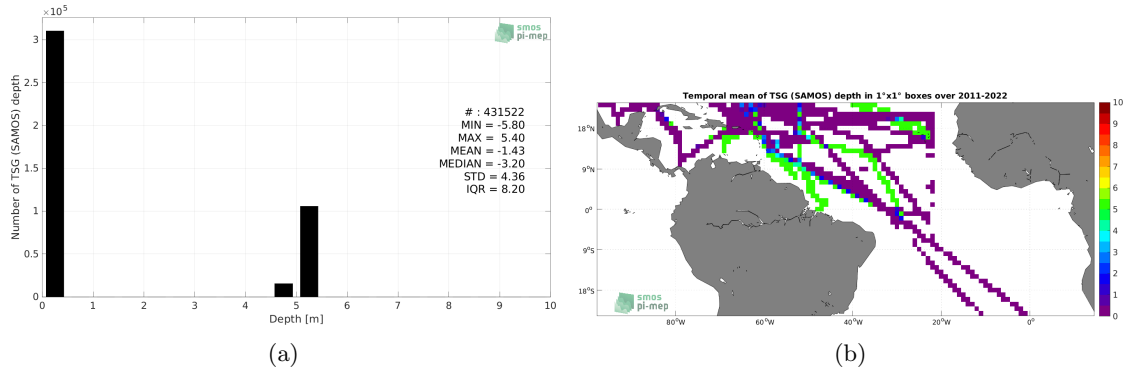 ×10⁵
3
2.5
2
1.5
1
0.5
0
Number of TSG (SAMOS) depth
smos
pi-mep
# : 431522
MIN = -5.80
MAX = 5.40
MEAN = -1.43
MEDIAN = -3.20
STD = 4.36
IQR = 8.20
0 1 2 3 4 5 6 7 8 9 10
Depth [m]
(a)
Temporal mean of TSG (SAMOS) depth in 1°x1° boxes over 2011-2022
18°N
9°N
0°
9°S
18°S
smos
pi-mep
80°W 60°W 40°W 20°W 0°
10
9
8
7
6
5
4
3
2
1
0
(b)